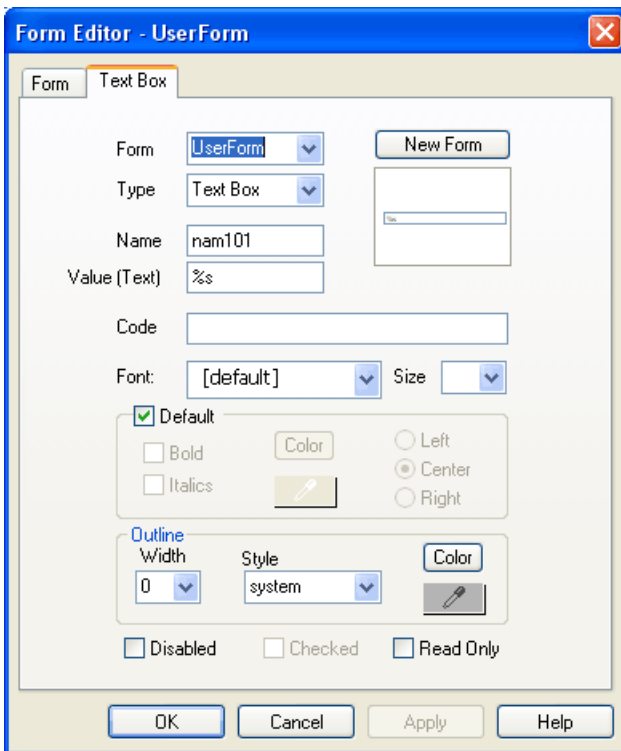 Form Editor - UserForm
Form Text Box
Form UserForm New Form
Type Text Box
%s
Name nam101
Value (Text) %s
Code
Font: [default] Size
Default
Bold Color Left
Italics Center
Right
Outline
Width Style Color
0 system
Disabled Checked Read Only
OK Cancel Apply Help